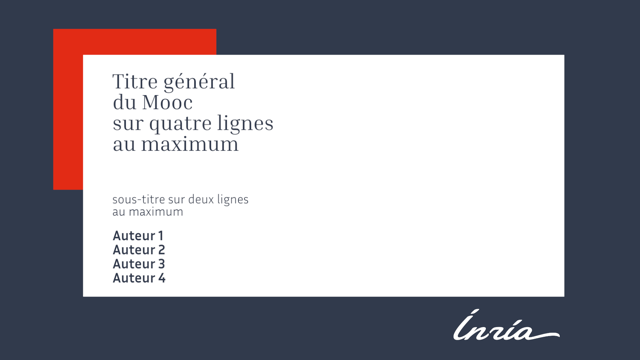 Titre général
du Mooc
sur quatre lignes
au maximum
sous-titre sur deux lignes
au maximum
Auteur 1
Auteur 2
Auteur 3
Auteur 4
Inria